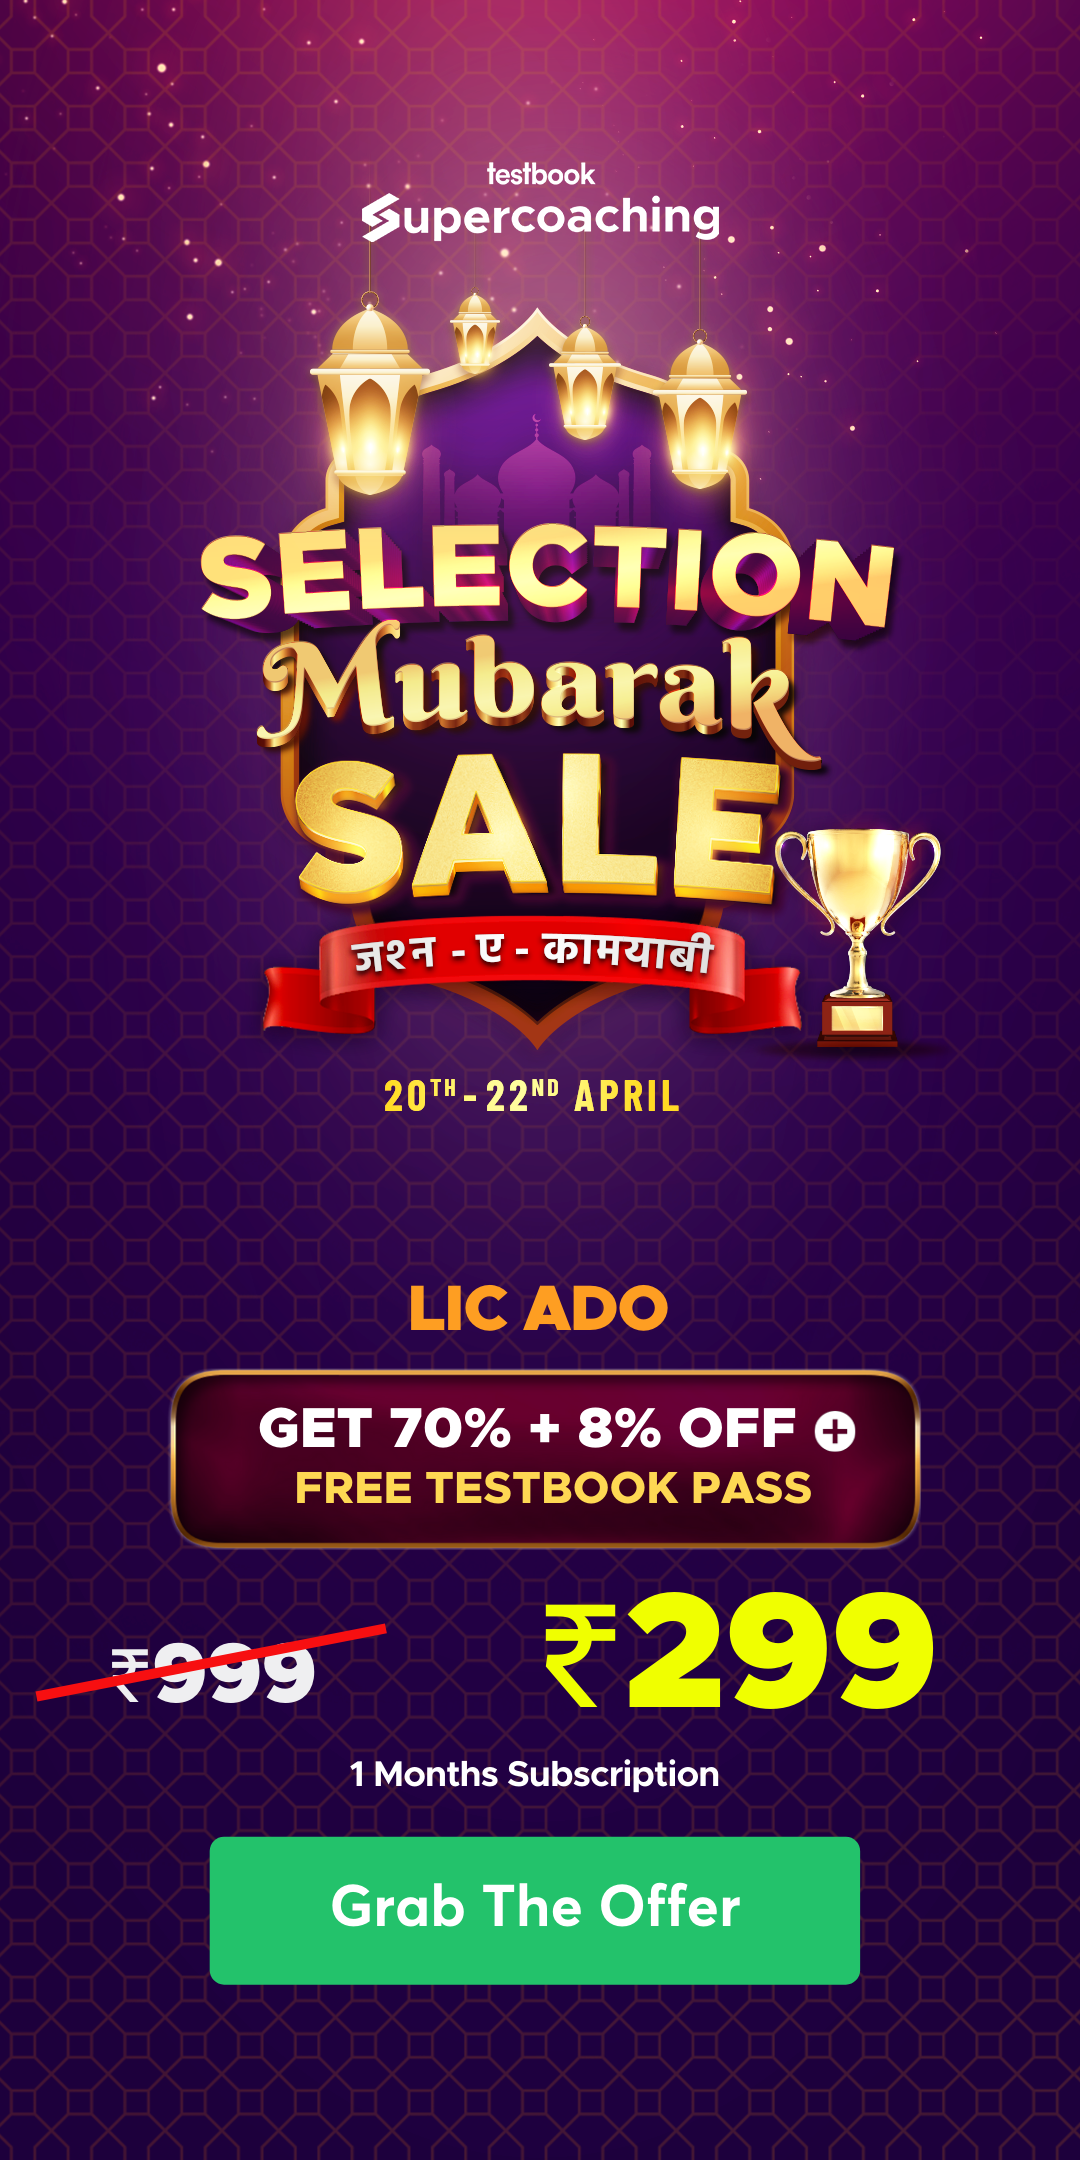 testbook
Supercoaching
SELECTION
Mubarak
SALE
जश्न - ए - कामयाबी
20TH - 22ND APRIL
LIC ADO
GET 70% + 8% OFF +
FREE TESTBOOK PASS
₹999
₹299
1 Months Subscription
Grab The Offer